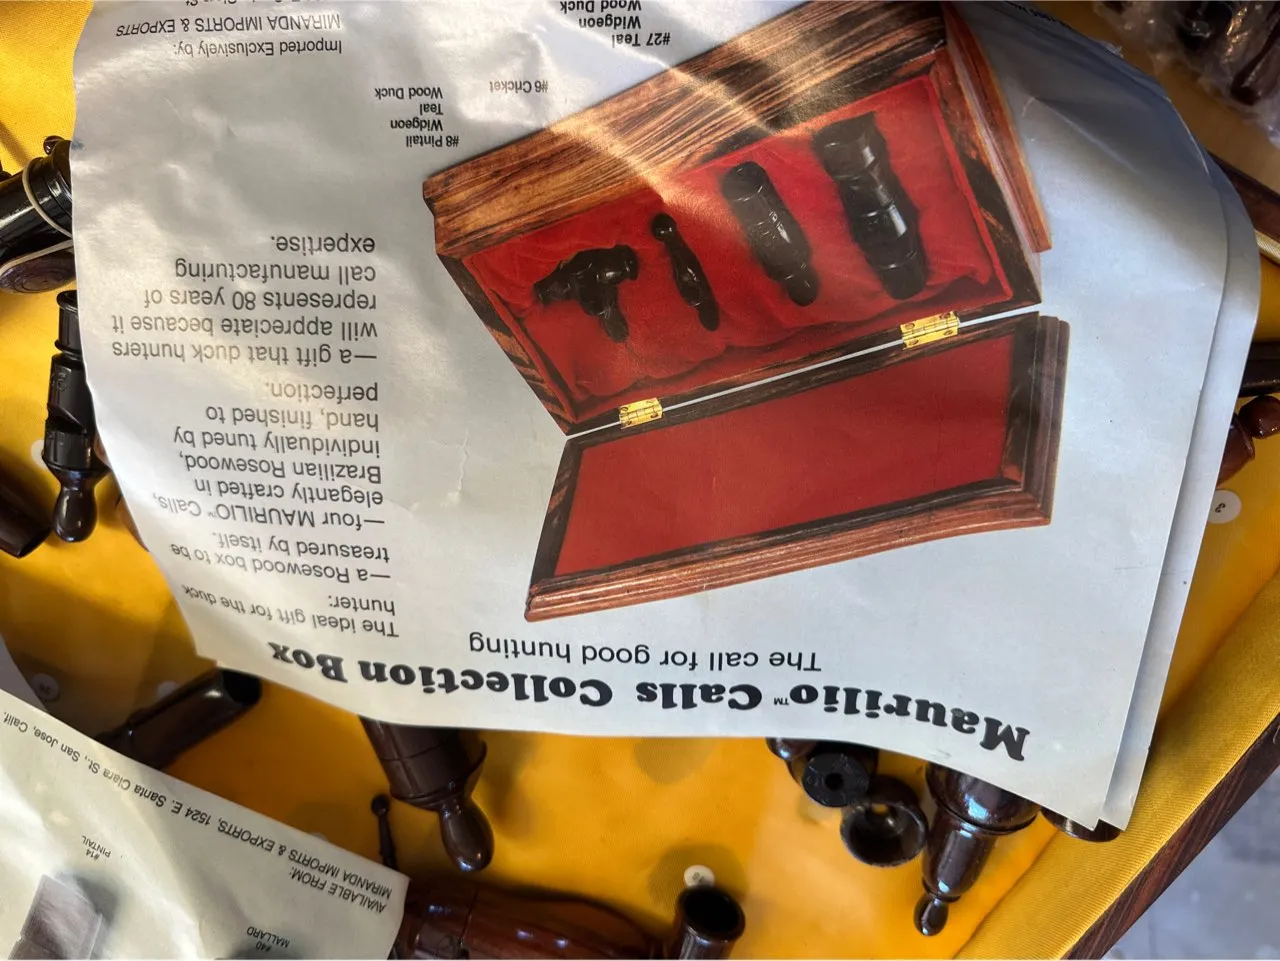 Maurilio™ Calls Collection Box
The call for good hunting
The ideal gift for the duck
hunter:
—a Rosewood box to be
treasured by itself.
—four MAURILIO™ Calls,
elegantly crafted in
Brazilian Rosewood,
individually tuned by
hand, finished to
perfection.
—a gift that duck hunters
will appreciate because it
represents 80 years of
call manufacturing
expertise.
#8 Pintail
Widgeon
Teal
Wood Duck
#6 Cricket
#27 Teal
Widgeon
Wood Duck
Imported Exclusively by:
MIRANDA IMPORTS & EXPORTS
AVAILABLE FROM:
MIRANDA IMPORTS & EXPORTS, 1524 E. Santa Clara St., San Jose, Calif.
#14
PINTAIL
#40
MALLARD